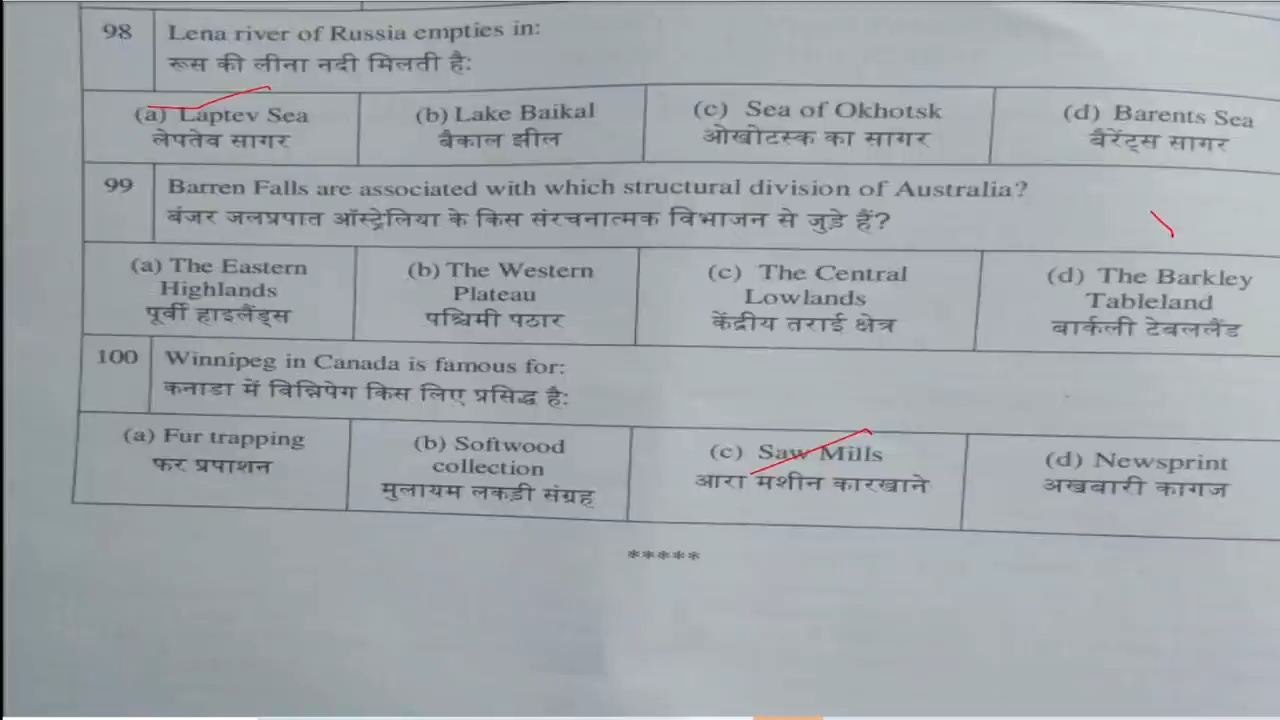 98 Lena river of Russia empties in:
रूस की लीना नदी मिलती है:
(a) Laptev Sea (b) Lake Baikal (c) Sea of Okhotsk (d) Barents Sea
लेपतेव सागर बैकाल झील ओखोटस्क का सागर बैरेंट्स सागर
99 Barren Falls are associated with which structural division of Australia?
बंजर जलप्रपात ऑस्ट्रेलिया के किस संरचनात्मक विभाजन से जुड़े हैं?
(a) The Eastern (b) The Western (c) The Central (d) The Barkley
Highlands Plateau Lowlands Tableland
पूर्वी हाइलैंड्स पश्चिमी पठार केंद्रीय तराई क्षेत्र बार्कली टेबललैंड
100 Winnipeg in Canada is famous for:
कनाडा में विन्निपेग किस लिए प्रसिद्ध है:
(a) Fur trapping (b) Softwood (c) Saw Mills (d) Newsprint
फर प्रपाशन collection आरा मशीन कारखाने अखबारी कागज
मुलायम लकड़ी संग्रह
*****